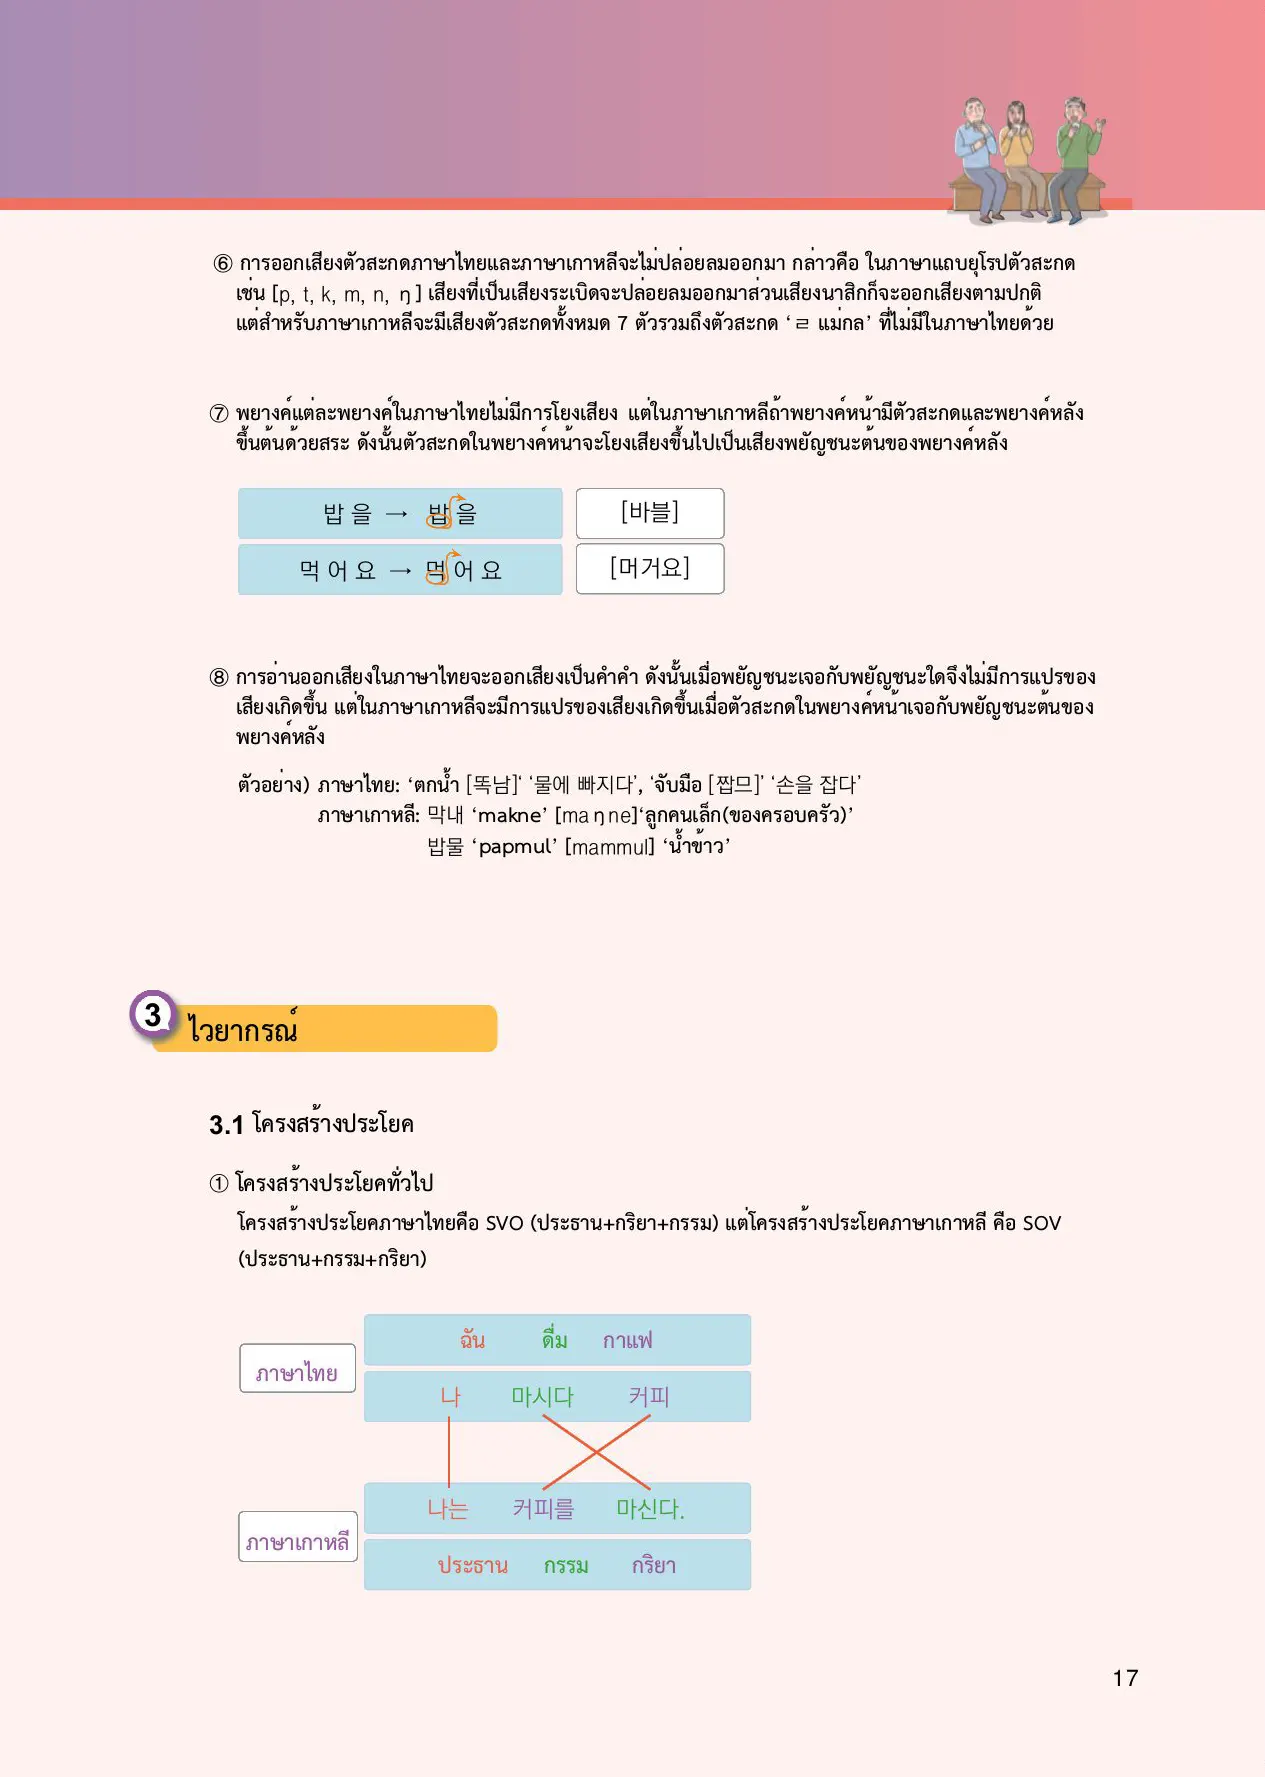 ⑥ การออกเสียงตัวสะกดภาษาไทยและภาษาเกาหลีจะไม่ปล่อยลมออกมา กล่าวคือ ในภาษาแถบยุโรปตัวสะกด
เช่น [p, t, k, m, n, ŋ] เสียงที่เป็นเสียงระเบิดจะปล่อยลมออกมาส่วนเสียงนาสิกก็จะออกเสียงตามปกติ
แต่สำหรับภาษาเกาหลีจะมีเสียงตัวสะกดทั้งหมด 7 ตัวรวมถึงตัวสะกด ‘ㄹ แม่กล’ ที่ไม่มีในภาษาไทยด้วย
⑦ พยางค์แต่ละพยางค์ในภาษาไทยไม่มีการโยงเสียง แต่ในภาษาเกาหลีถ้าพยางค์หน้ามีตัวสะกดและพยางค์หลัง
ขึ้นต้นด้วยสระ ดังนั้นตัวสะกดในพยางค์หน้าจะโยงเสียงขึ้นไปเป็นเสียงพยัญชนะต้นของพยางค์หลัง
밥 을 → 밥 을 [바블]
먹 어 요 → 먹 어 요 [머거요]
⑧ การอ่านออกเสียงในภาษาไทยจะออกเสียงเป็นคำคำ ดังนั้นเมื่อพยัญชนะเจอกับพยัญชนะใดจึงไม่มีการแปรของ
เสียงเกิดขึ้น แต่ในภาษาเกาหลีจะมีการแปรของเสียงเกิดขึ้นเมื่อตัวสะกดในพยางค์หน้าเจอกับพยัญชนะต้นของ
พยางค์หลัง
ตัวอย่าง) ภาษาไทย: ‘ตกน้ำ [똑남]‘ ‘물에 빠지다’, ‘จับมือ [짭므]’ ‘손을 잡다’
ภาษาเกาหลี: 막내 ‘makne’ [maŋne]‘ลูกคนเล็ก(ของครอบครัว)’
밥물 ‘papmul’ [mammul] ‘น้ำข้าว’
3 ไวยากรณ์
3.1 โครงสร้างประโยค
① โครงสร้างประโยคทั่วไป
โครงสร้างประโยคภาษาไทยคือ SVO (ประธาน+กริยา+กรรม) แต่โครงสร้างประโยคภาษาเกาหลี คือ SOV
(ประธาน+กรรม+กริยา)
ฉัน ดื่ม กาแฟ
ภาษาไทย
나 마시다 커피
나는 커피를 마신다.
ภาษาเกาหลี
ประธาน กรรม กริยา
17